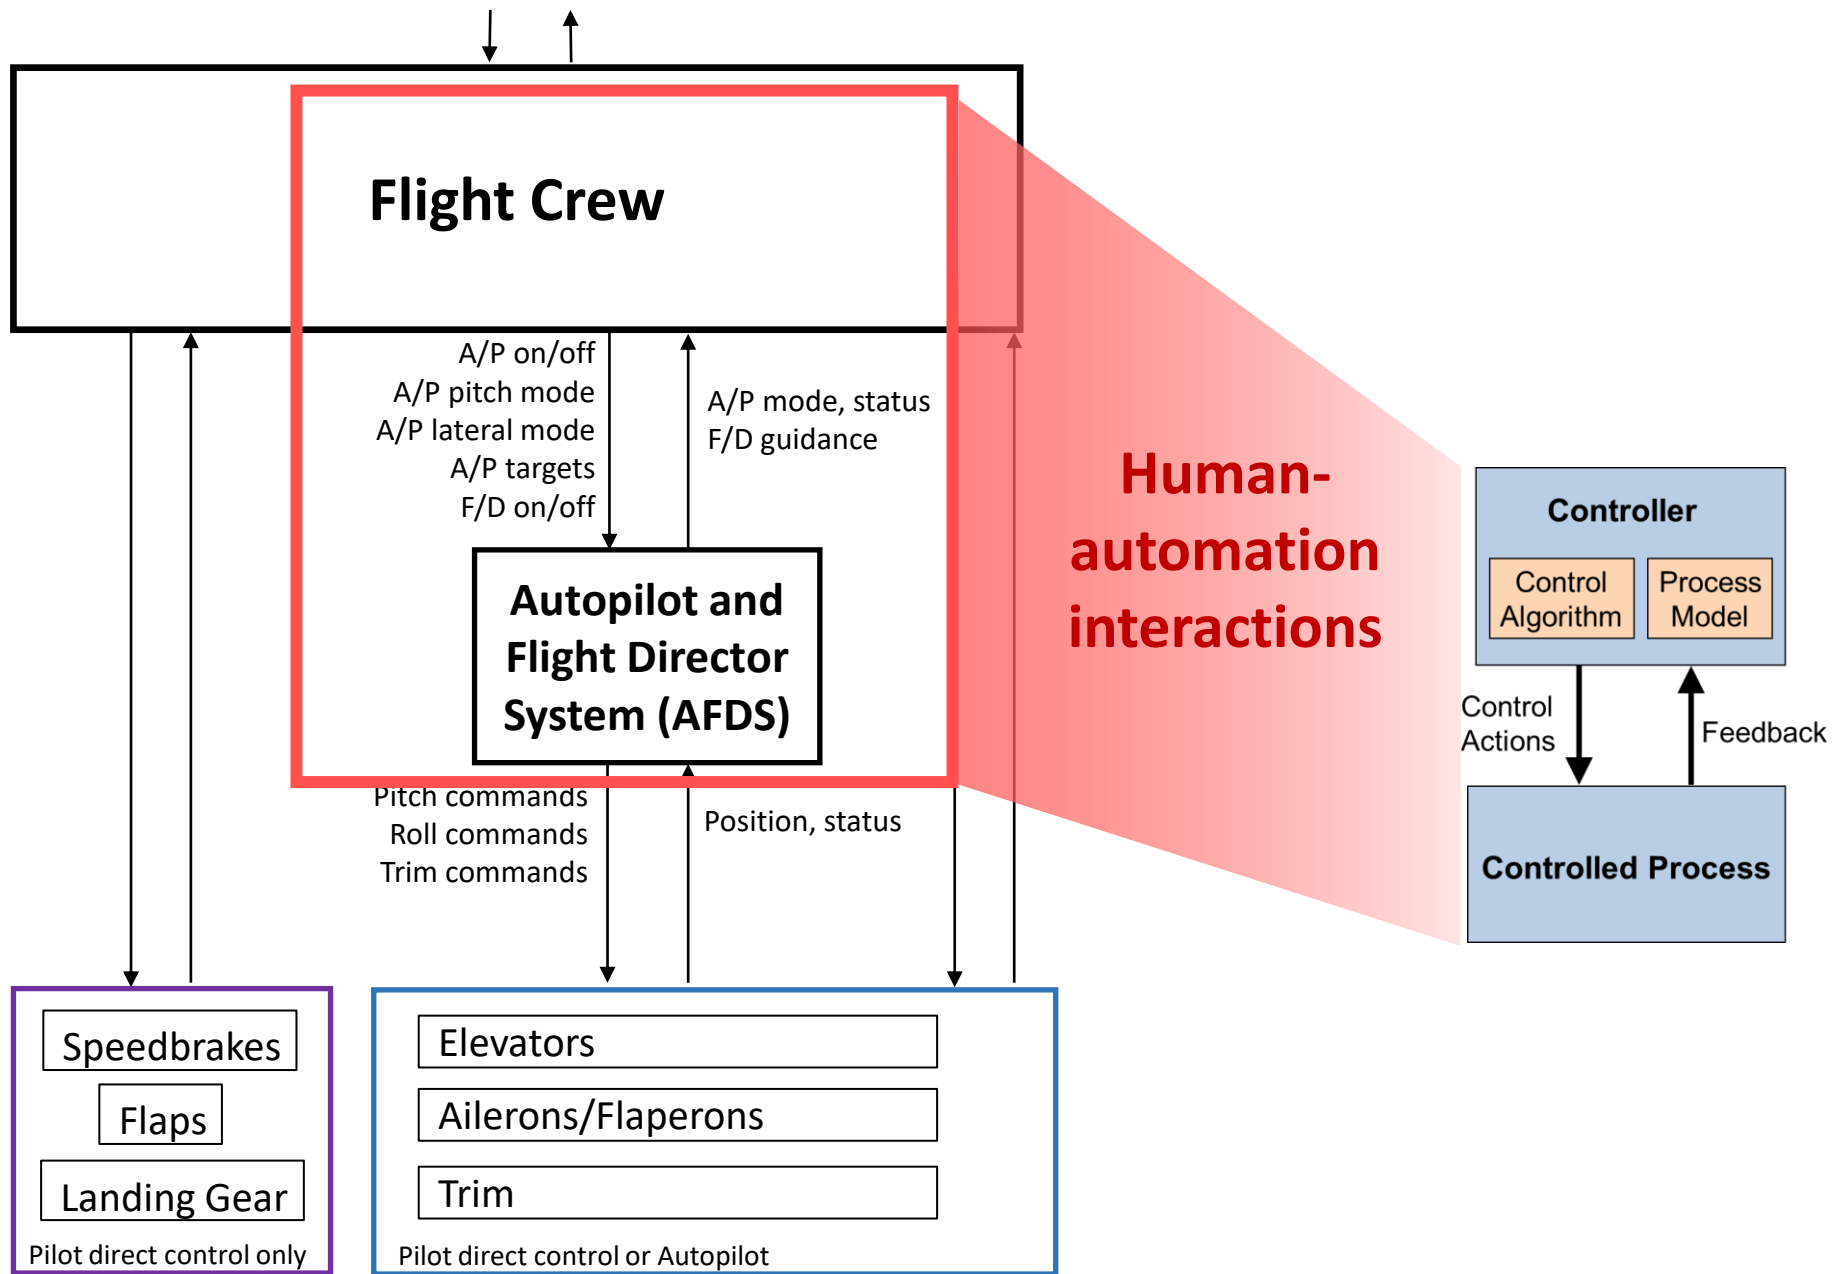 Flight Crew
A/P on/off
A/P pitch mode
A/P lateral mode
A/P targets
F/D on/off
A/P mode, status
F/D guidance
Autopilot and
Flight Director
System (AFDS)
Pitch commands
Roll commands
Trim commands
Position, status
Speedbrakes
Flaps
Landing Gear
Pilot direct control only
Elevators
Ailerons/Flaperons
Trim
Pilot direct control or Autopilot
Human-
automation
interactions
Controller
Control
Algorithm
Process
Model
Control
Actions
Feedback
Controlled Process